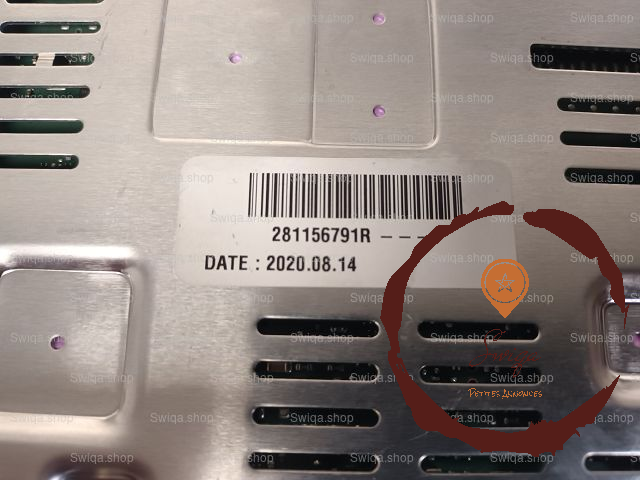 281156791R - - -
DATE : 2020.08.14
PETITES ANNONCES
Swiqa.shop